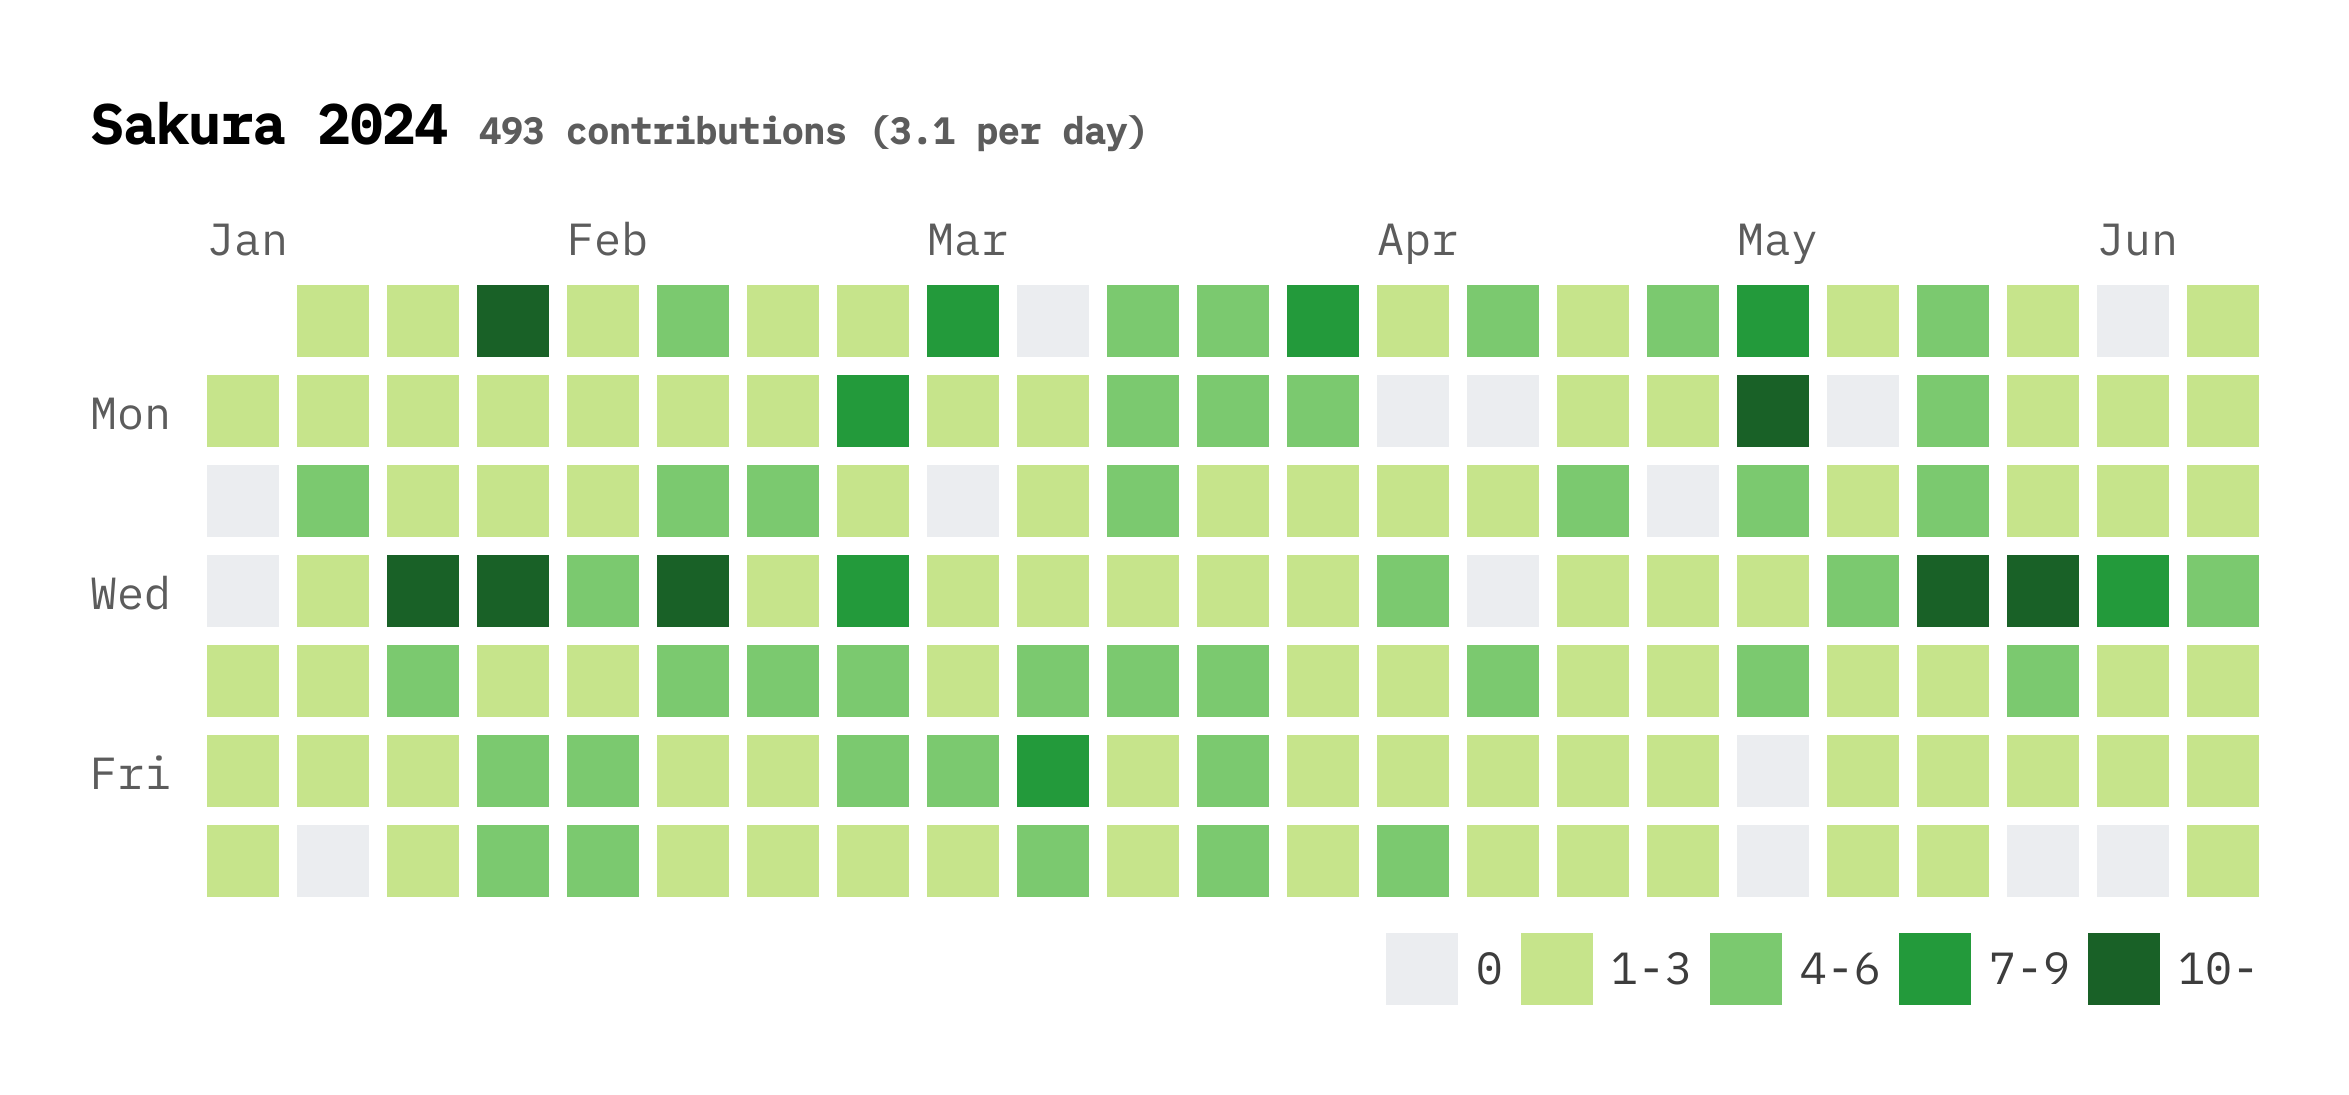 Sakura 2024 493 contributions (3.1 per day)
Jan Feb Mar Apr May Jun
Mon
Wed
Fri
0 1-3 4-6 7-9 10-